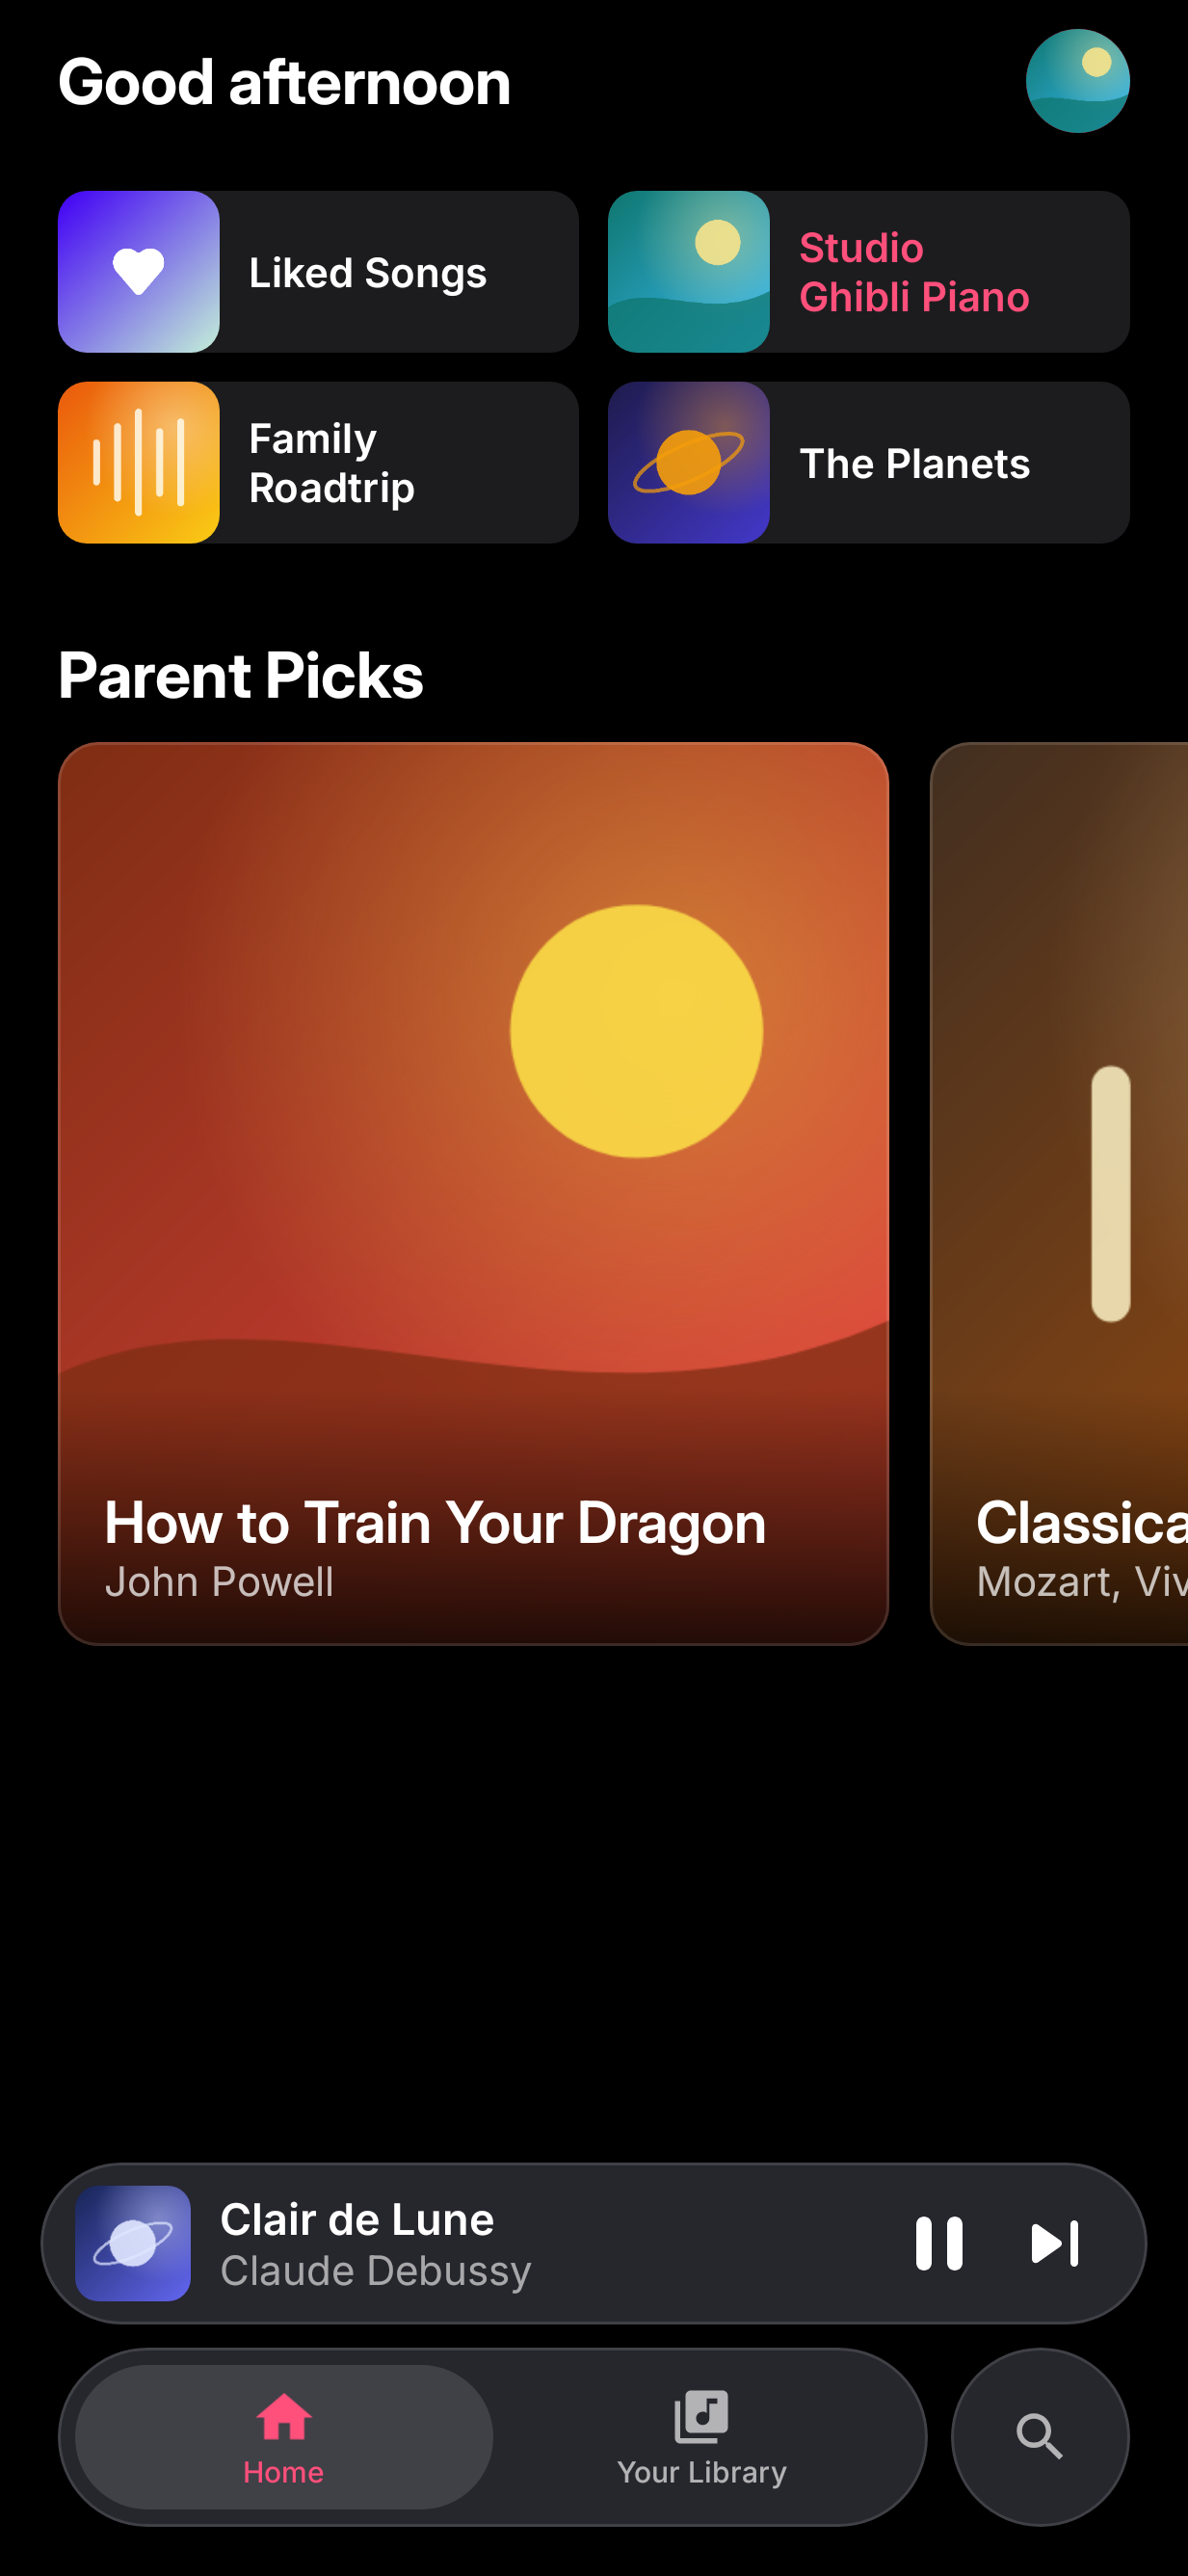 Good afternoon
Liked Songs
Studio
Ghibli Piano
Family
Roadtrip
The Planets
Parent Picks
How to Train Your Dragon
John Powell
Classica
Mozart, Viv
Clair de Lune
Claude Debussy
Home
Your Library